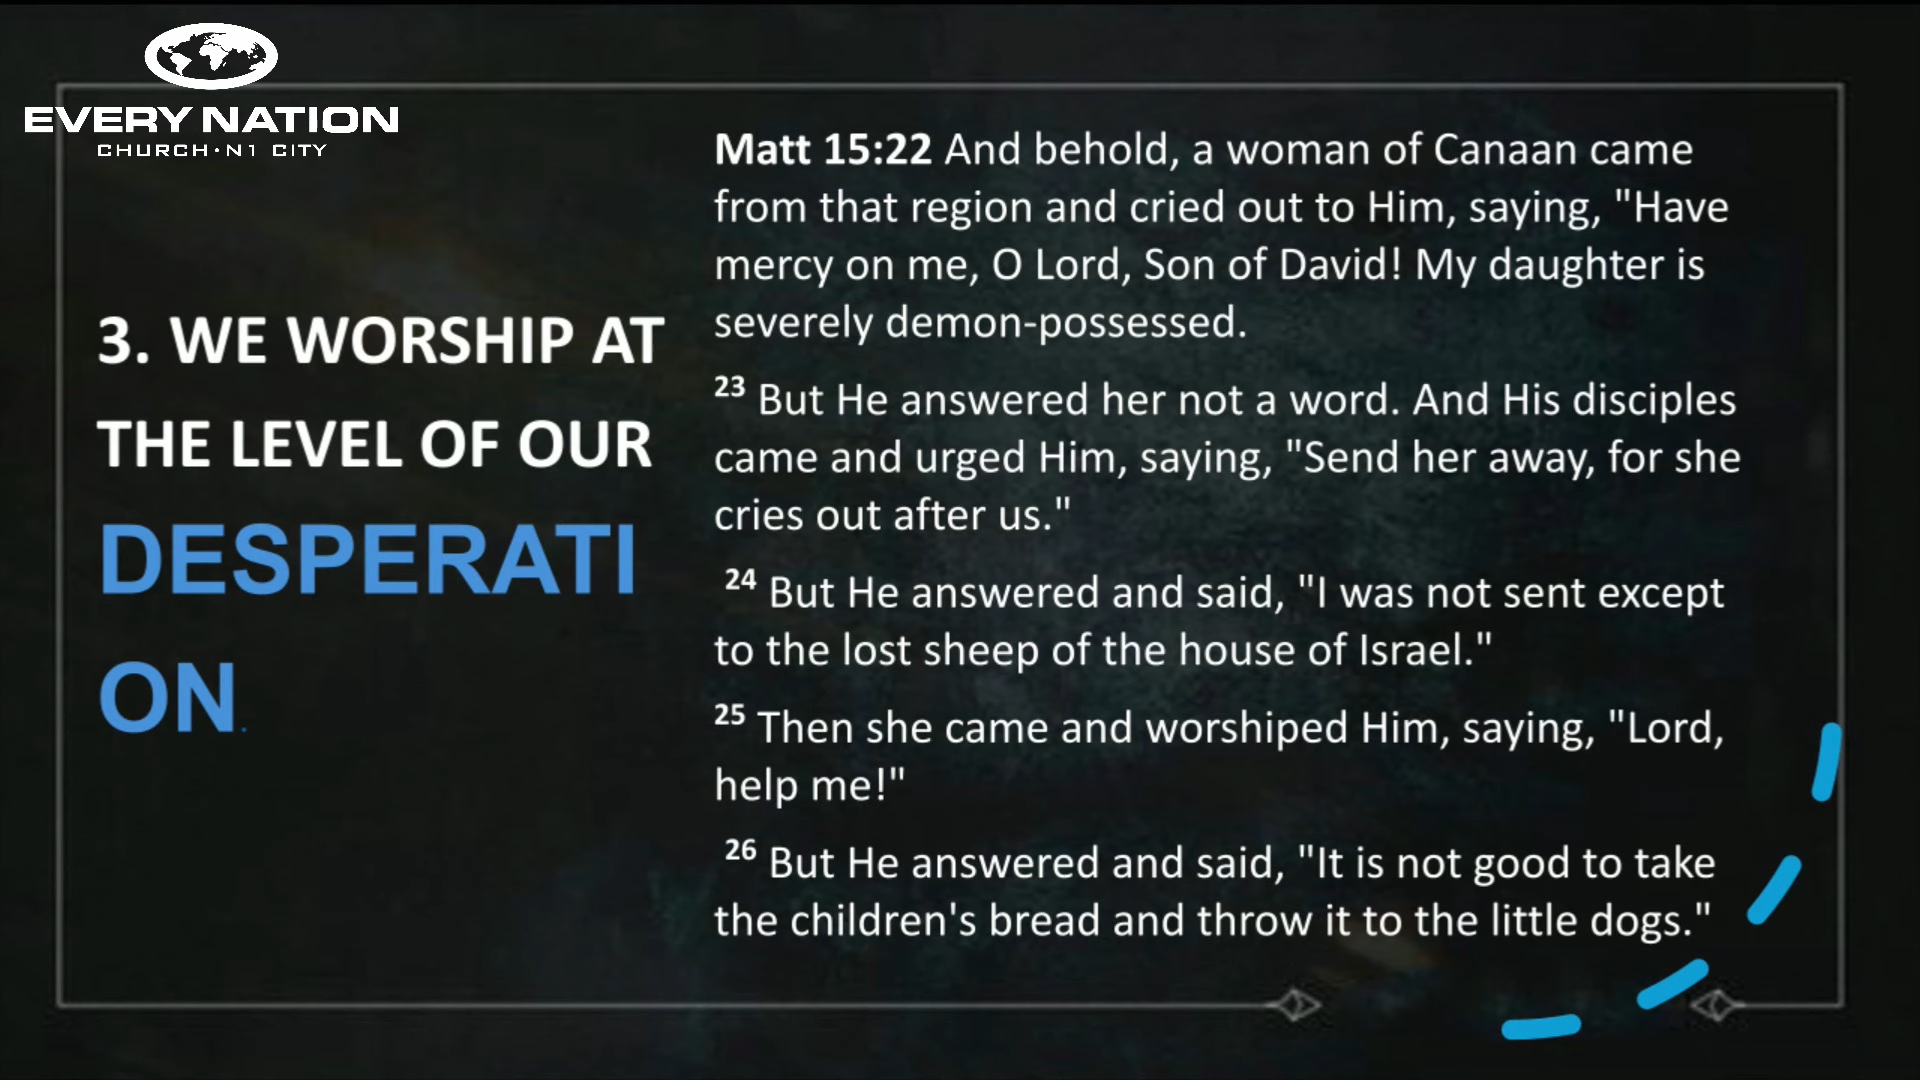 EVERY NATION
CHURCH·N1 CITY
3. WE WORSHIP AT
THE LEVEL OF OUR
DESPERATI
ON.
Matt 15:22 And behold, a woman of Canaan came
from that region and cried out to Him, saying, "Have
mercy on me, O Lord, Son of David! My daughter is
severely demon-possessed.
23 But He answered her not a word. And His disciples
came and urged Him, saying, "Send her away, for she
cries out after us."
24 But He answered and said, "I was not sent except
to the lost sheep of the house of Israel."
25 Then she came and worshiped Him, saying, "Lord,
help me!"
26 But He answered and said, "It is not good to take
the children's bread and throw it to the little dogs."